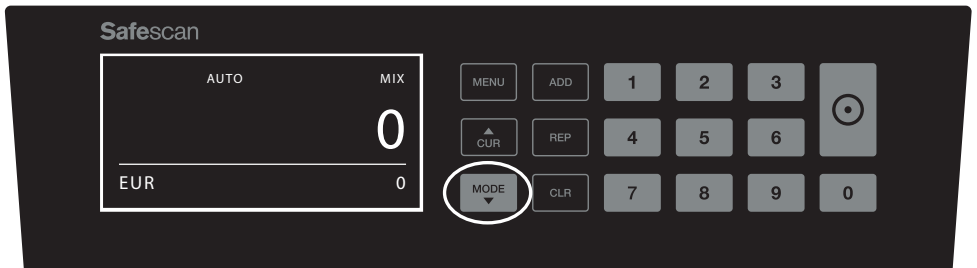 Safescan
AUTO MIX
0
EUR 0
MENU ADD 1 2 3
CUR REP 4 5 6
MODE CLR 7 8 9 0